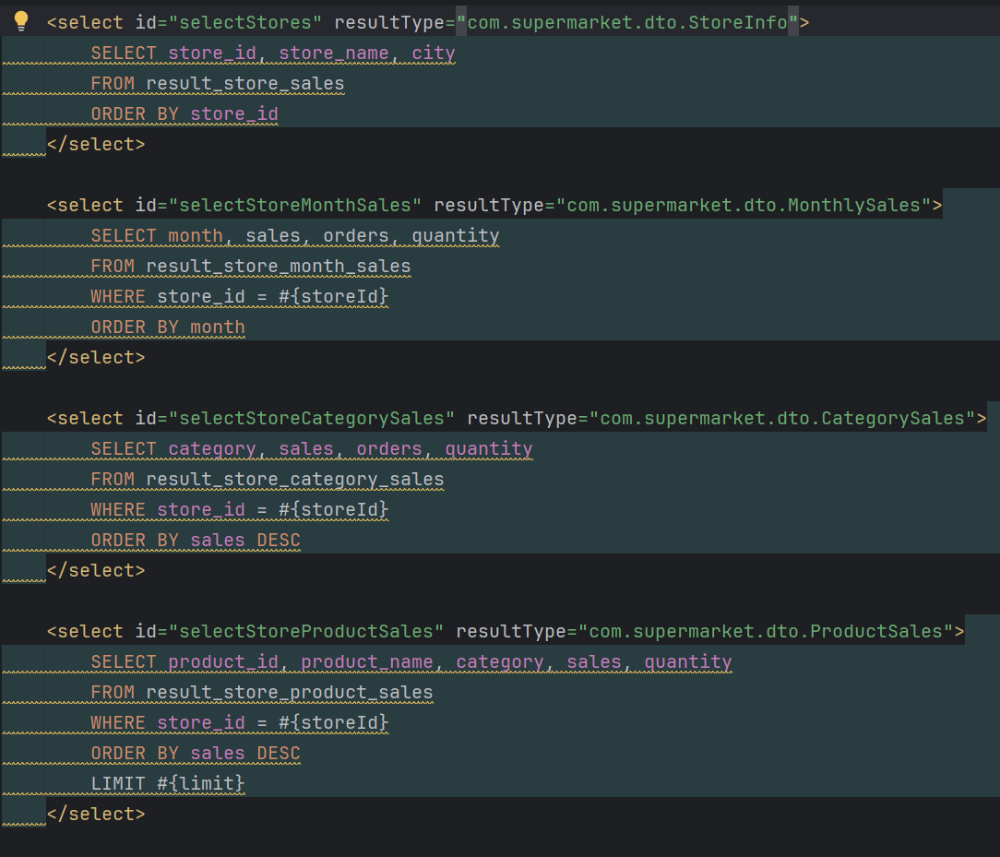 <select id="selectStores" resultType="com.supermarket.dto.StoreInfo">
SELECT store_id, store_name, city
FROM result_store_sales
ORDER BY store_id
</select>
<select id="selectStoreMonthSales" resultType="com.supermarket.dto.MonthlySales">
SELECT month, sales, orders, quantity
FROM result_store_month_sales
WHERE store_id = #{storeId}
ORDER BY month
</select>
<select id="selectStoreCategorySales" resultType="com.supermarket.dto.CategorySales">
SELECT category, sales, orders, quantity
FROM result_store_category_sales
WHERE store_id = #{storeId}
ORDER BY sales DESC
</select>
<select id="selectStoreProductSales" resultType="com.supermarket.dto.ProductSales">
SELECT product_id, product_name, category, sales, quantity
FROM result_store_product_sales
WHERE store_id = #{storeId}
ORDER BY sales DESC
LIMIT #{limit}
</select>